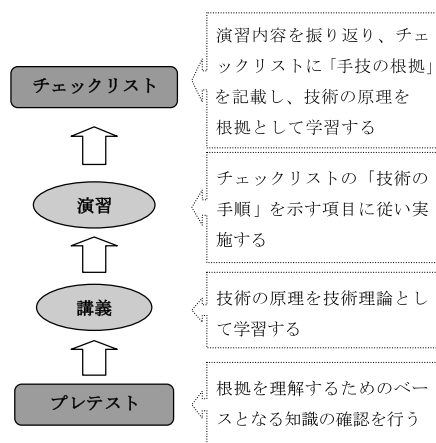 演習内容を振り返り、チェ
ックリストに「手技の根拠」
を記載し、技術の原理を
根拠として学習する
チェックリスト
チェックリストの「技術の
手順」を示す項目に従い実
施する
演習
技術の原理を技術理論とし
て学習する
講義
根拠を理解するためのベー
スとなる知識の確認を行う
プレテスト